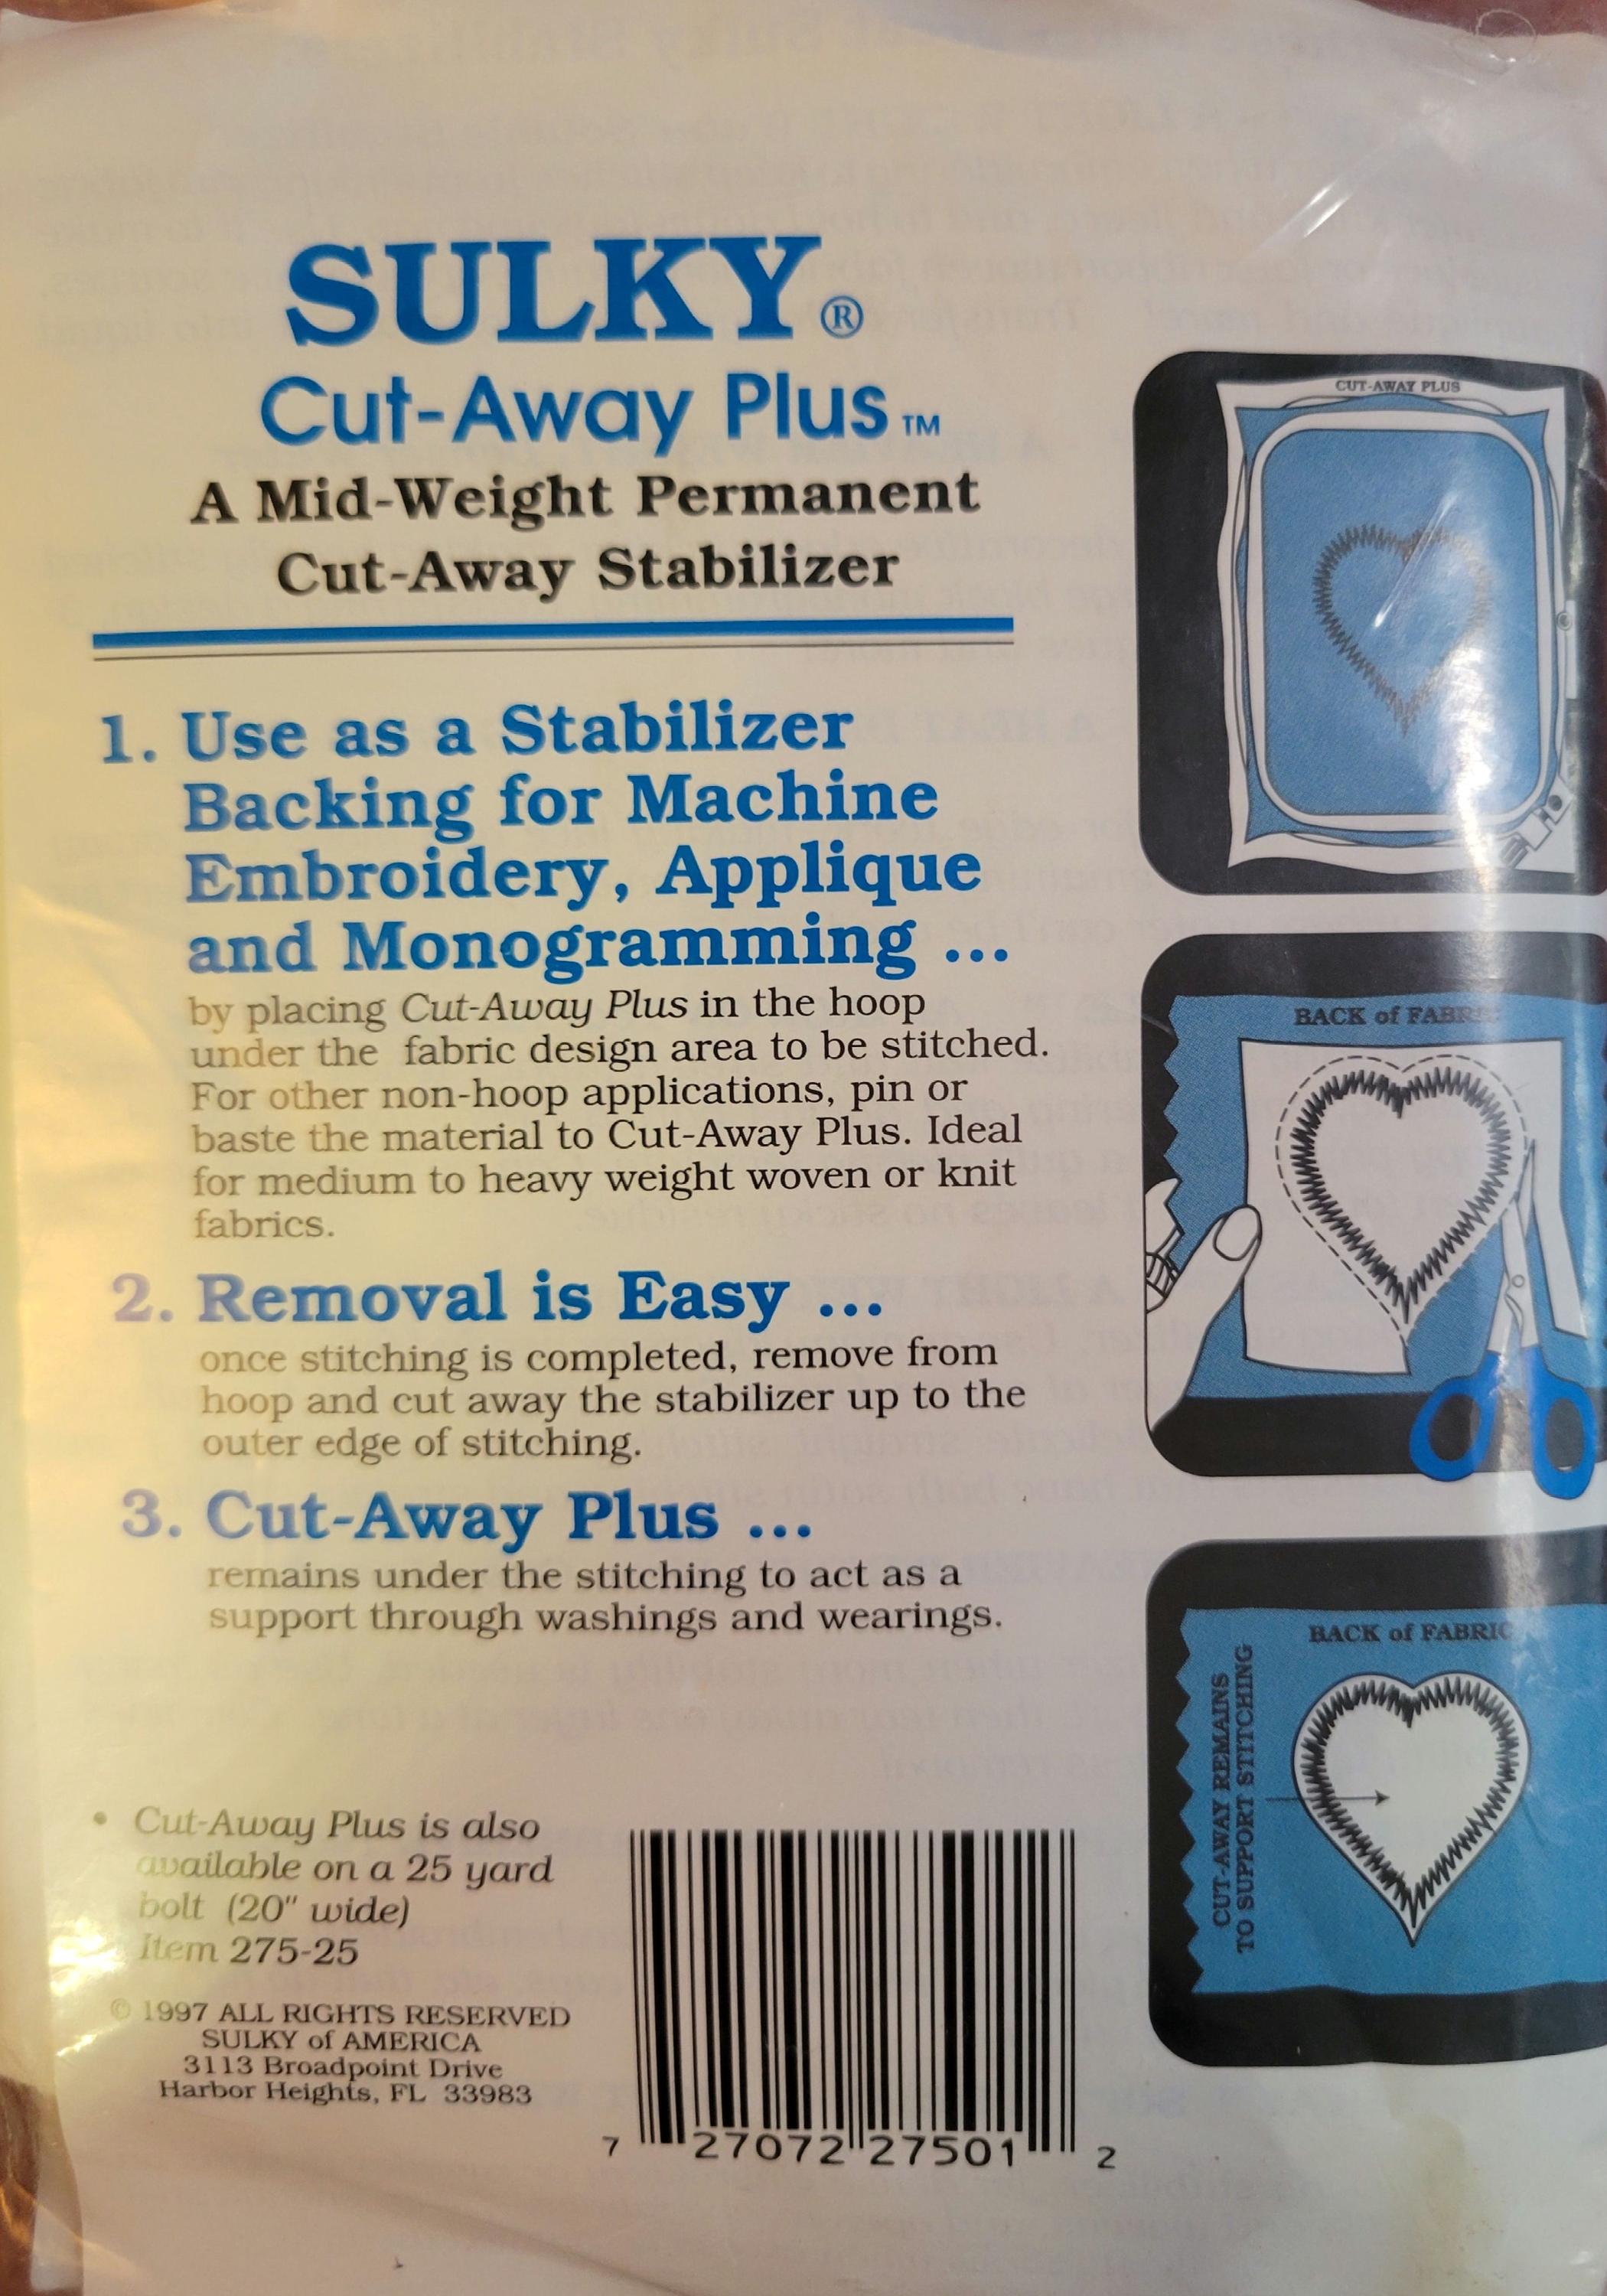 SULKY®
Cut-Away Plus™
A Mid-Weight Permanent
Cut-Away Stabilizer
1. Use as a Stabilizer
Backing for Machine
Embroidery, Applique
and Monogramming ...
by placing Cut-Away Plus in the hoop
under the fabric design area to be stitched.
For other non-hoop applications, pin or
baste the material to Cut-Away Plus. Ideal
for medium to heavy weight woven or knit
fabrics.
2. Removal is Easy ...
once stitching is completed, remove from
hoop and cut away the stabilizer up to the
outer edge of stitching.
3. Cut-Away Plus ...
remains under the stitching to act as a
support through washings and wearings.
• Cut-Away Plus is also
available on a 25 yard
bolt (20" wide)
Item 275-25
© 1997 ALL RIGHTS RESERVED
SULKY of AMERICA
3113 Broadpoint Drive
Harbor Heights, FL 33983
7 27072 27501 2
CUT-AWAY PLUS
BACK of FABRIC
BACK of FABRIC
CUT-AWAY REMAINS
TO SUPPORT STITCHING